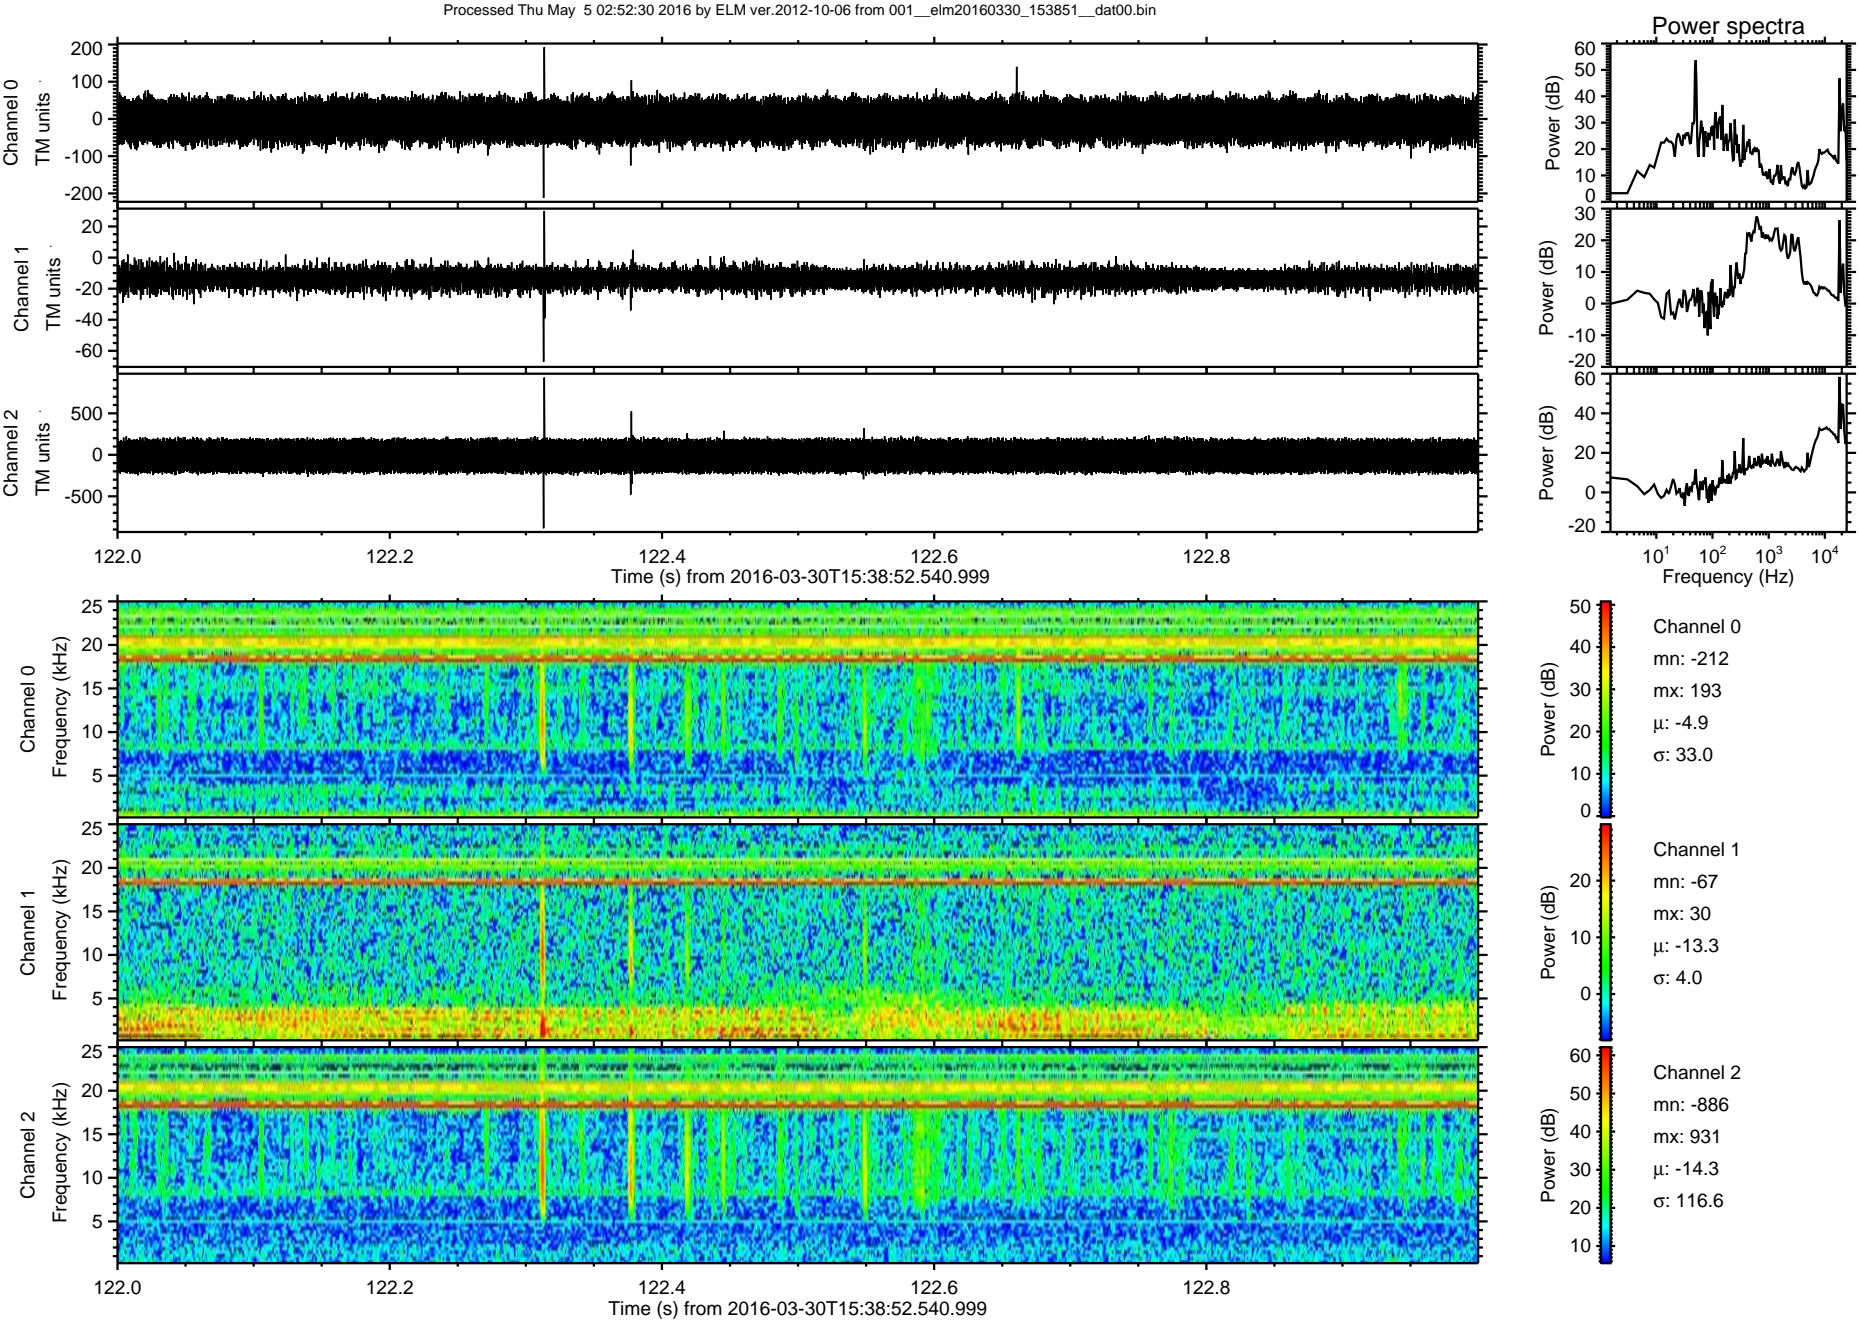 Processed Thu May  5 02:52:30 2016 by ELM ver.2012-10-06 from 001__elm20160330_153851__dat00.bin
Power spectra
Channel 0
TM units
200
100
0
-100
-200
Power (dB)
60
50
40
30
20
10
0
Channel 1
TM units
20
0
-20
-40
-60
Power (dB)
30
20
10
0
-10
-20
Channel 2
TM units
500
0
-500
Power (dB)
60
40
20
0
-20
122.0 122.2 122.4 122.6 122.8
Time (s) from 2016-03-30T15:38:52.540.999
10¹ 10² 10³ 10⁴
Frequency (Hz)
Channel 0
Frequency (kHz)
25
20
15
10
5
Power (dB)
50
40
30
20
10
0
Channel 0
mn: -212
mx: 193
μ: -4.9
σ: 33.0
Channel 1
Frequency (kHz)
25
20
15
10
5
Power (dB)
20
10
0
Channel 1
mn: -67
mx: 30
μ: -13.3
σ: 4.0
Channel 2
Frequency (kHz)
25
20
15
10
5
Power (dB)
60
50
40
30
20
10
Channel 2
mn: -886
mx: 931
μ: -14.3
σ: 116.6
122.0 122.2 122.4 122.6 122.8
Time (s) from 2016-03-30T15:38:52.540.999